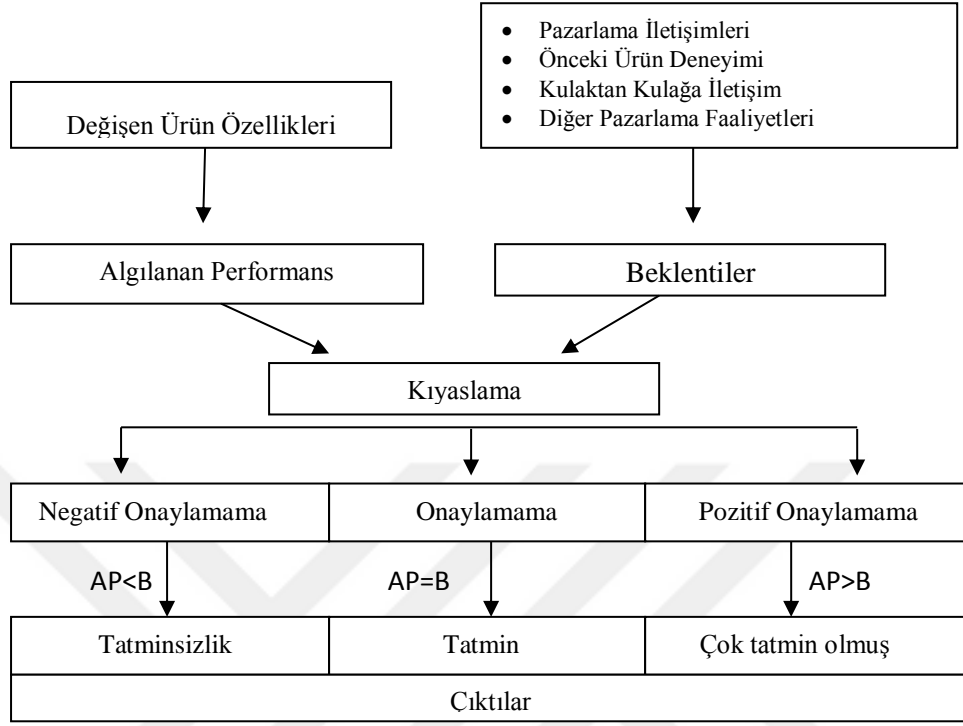 • Pazarlama İletişimleri
• Önceki Ürün Deneyimi
• Kulaktan Kulağa İletişim
• Diğer Pazarlama Faaliyetleri
Değişen Ürün Özellikleri
Algılanan Performans
Beklentiler
Kıyaslama
Negatif Onaylamama
Onaylamama
Pozitif Onaylamama
AP<B
AP=B
AP>B
Tatminsizlik
Tatmin
Çok tatmin olmuş
Çıktılar